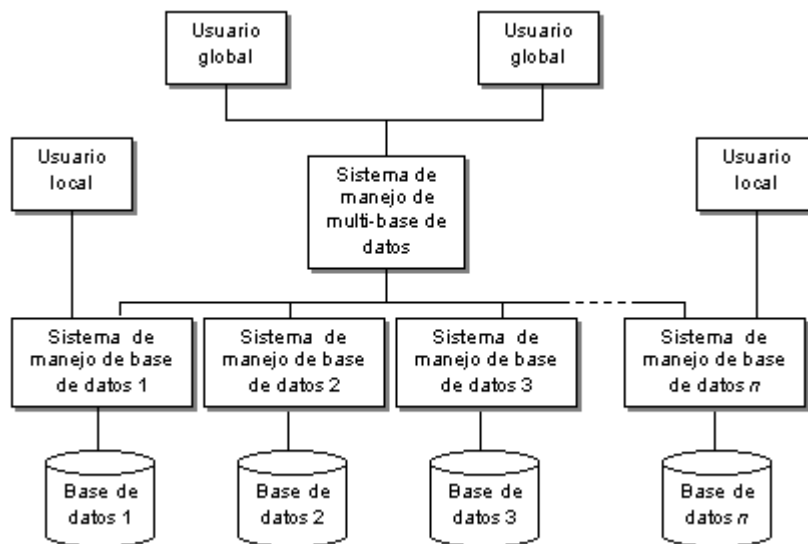 Usuario
global
Usuario
global
Usuario
local
Sistema de
manejo de
multi-base de
datos
Usuario
local
Sistema de
manejo de base
de datos 1
Sistema de
manejo de base
de datos 2
Sistema de
manejo de base
de datos 3
Sistema de
manejo de base
de datos n
Base de
datos 1
Base de
datos 2
Base de
datos 3
Base de
datos n